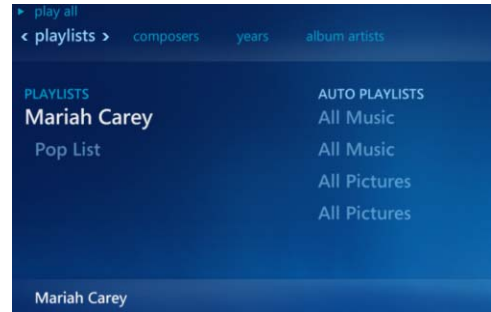 ▸ play all
< playlists > composers years album artists
PLAYLISTS
Mariah Carey
Pop List
AUTO PLAYLISTS
All Music
All Music
All Pictures
All Pictures
Mariah Carey